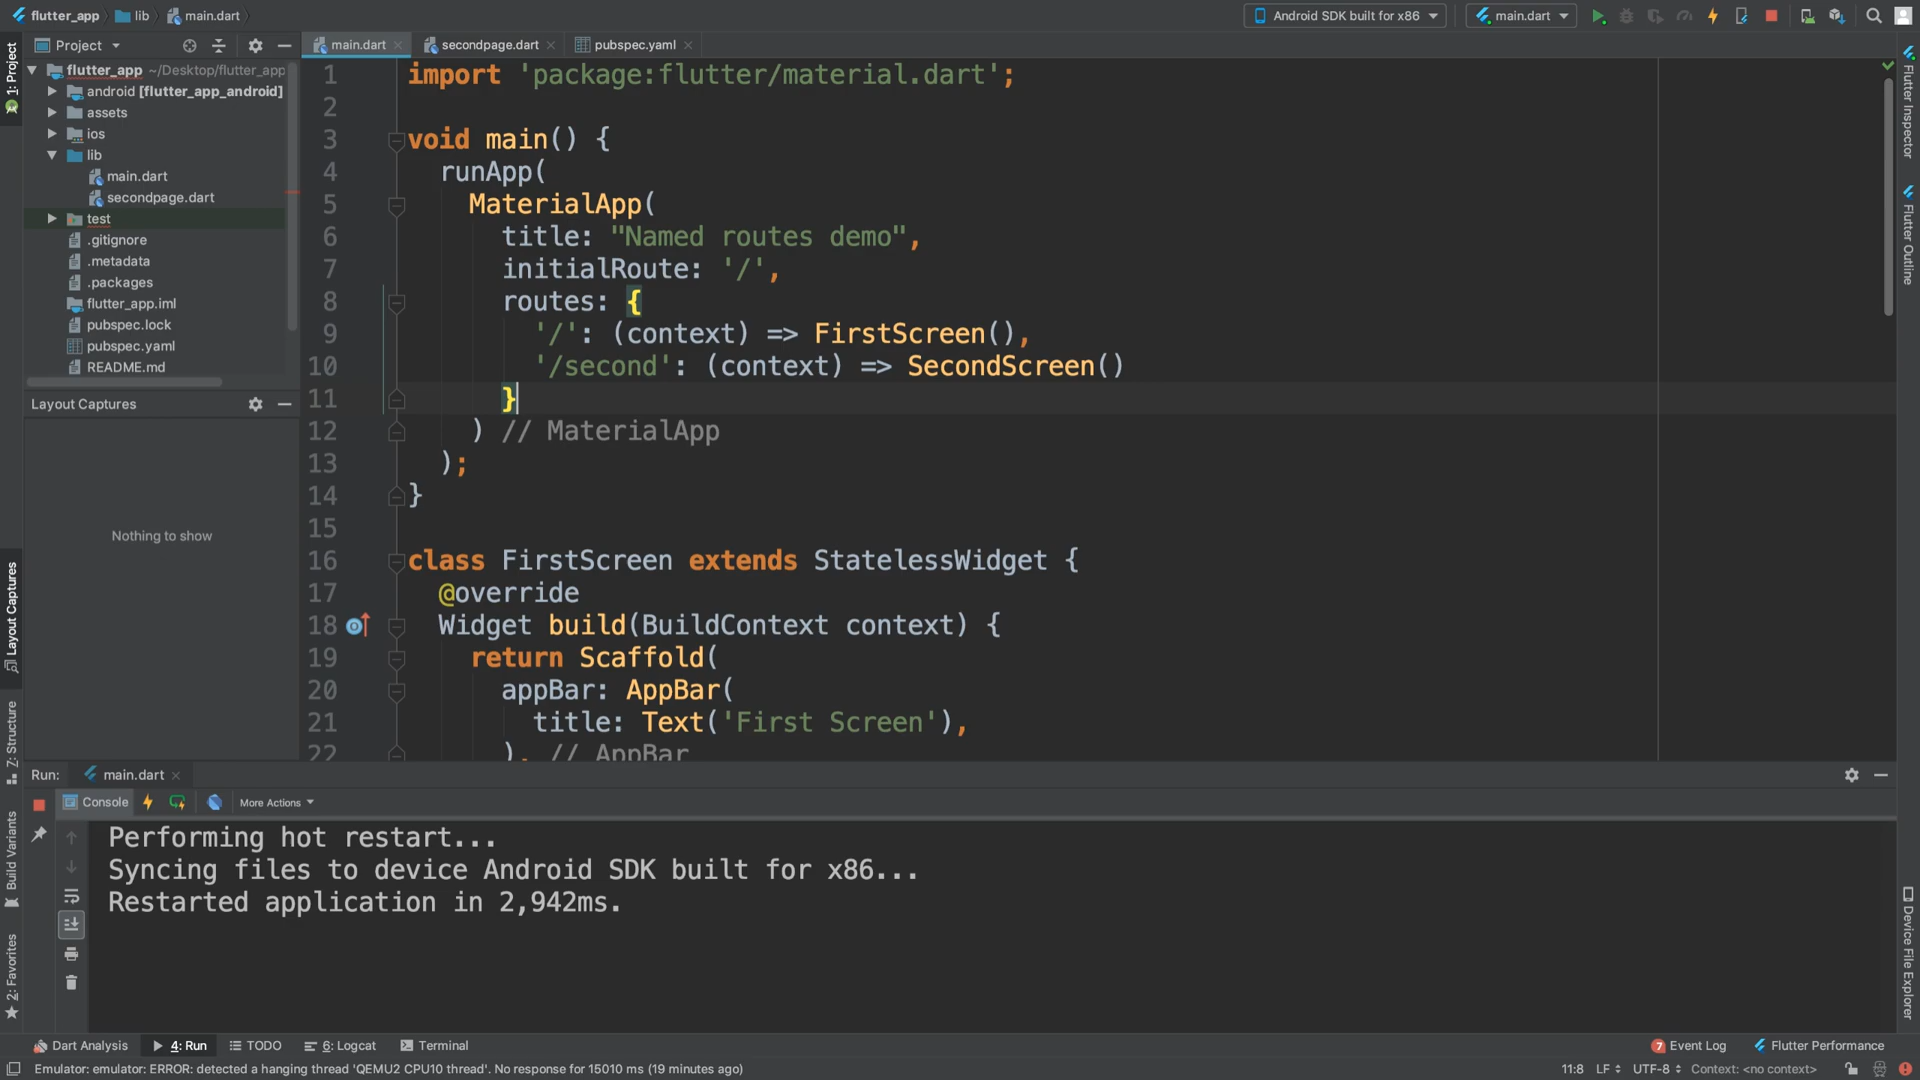 flutter_app lib main.dart Android SDK built for x86 main.dart
1: Project Project main.dart secondpage.dart pubspec.yaml
flutter_app ~/Desktop/flutter_app
android [flutter_app_android]
assets
ios
lib
main.dart
secondpage.dart
test
.gitignore
.metadata
.packages
flutter_app.iml
pubspec.lock
pubspec.yaml
README.md
Layout Captures
Nothing to show
Layout Captures
Z: Structure
Build Variants
2: Favorites
1 import 'package:flutter/material.dart';
2
3 void main() {
4 runApp(
5 MaterialApp(
6 title: "Named routes demo",
7 initialRoute: '/',
8 routes: {
9 '/': (context) => FirstScreen(),
10 '/second': (context) => SecondScreen()
11 }
12 ) // MaterialApp
13 );
14 }
15
16 class FirstScreen extends StatelessWidget {
17 @override
18 Widget build(BuildContext context) {
19 return Scaffold(
20 appBar: AppBar(
21 title: Text('First Screen'),
22 ), // AppBar
Flutter Inspector
Flutter Outline
Device File Explorer
Run: main.dart
Console More Actions
Performing hot restart...
Syncing files to device Android SDK built for x86...
Restarted application in 2,942ms.
Dart Analysis 4: Run TODO 6: Logcat Terminal 7 Event Log Flutter Performance
Emulator: emulator: ERROR: detected a hanging thread 'QEMU2 CPU10 thread'. No response for 15010 ms (19 minutes ago) 11:8 LF UTF-8 Context: <no context>